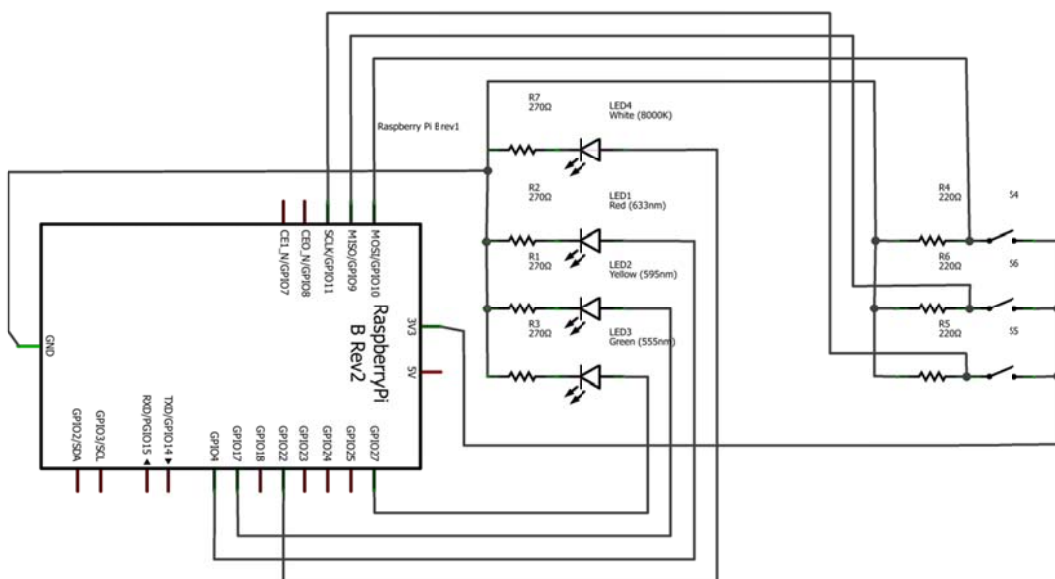 R7
270Ω
LED4
White (8000K)
Raspberry Pi Brev1
R2
270Ω
LED1
Red (633nm)
R4
220Ω
S4
R1
270Ω
LED2
Yellow (595nm)
R6
220Ω
S6
R3
270Ω
LED3
Green (555nm)
R5
220Ω
S5
CE1_N/GPIO7
CE0_N/GPIO8
SCLK/GPIO11
MISO/GPIO9
MOSI/GPIO10
RaspberryPi
B Rev2
3V3
5V
GND
GPIO2/SDA
GPIO3/SCL
RXD/PGIO15
TXD/GPIO14
GPIO4
GPIO17
GPIO18
GPIO22
GPIO23
GPIO24
GPIO25
GPIO27